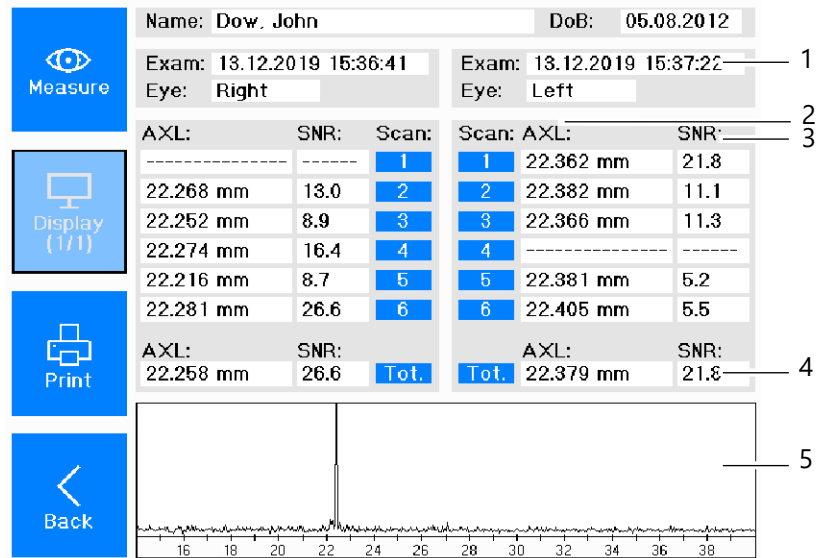 Name: Dow, John DoB: 05.08.2012
Measure
Exam: 13.12.2019 15:36:41 Exam: 13.12.2019 15:37:22 1
Eye: Right Eye: Left
2
AXL: SNR: Scan: Scan: AXL: SNR: 3
------ ------ 1 1 22.362 mm 21.8
22.268 mm 13.0 2 2 22.382 mm 11.1
22.252 mm 8.9 3 3 22.366 mm 11.3
22.274 mm 16.4 4 4 ------ ------
22.216 mm 8.7 5 5 22.381 mm 5.2
22.281 mm 26.6 6 6 22.405 mm 5.5
Display
(1/1)
AXL: SNR: AXL: SNR:
22.258 mm 26.6 Tot. Tot. 22.379 mm 21.8 4
Print
5
Back
16 18 20 22 24 26 28 30 32 34 36 38